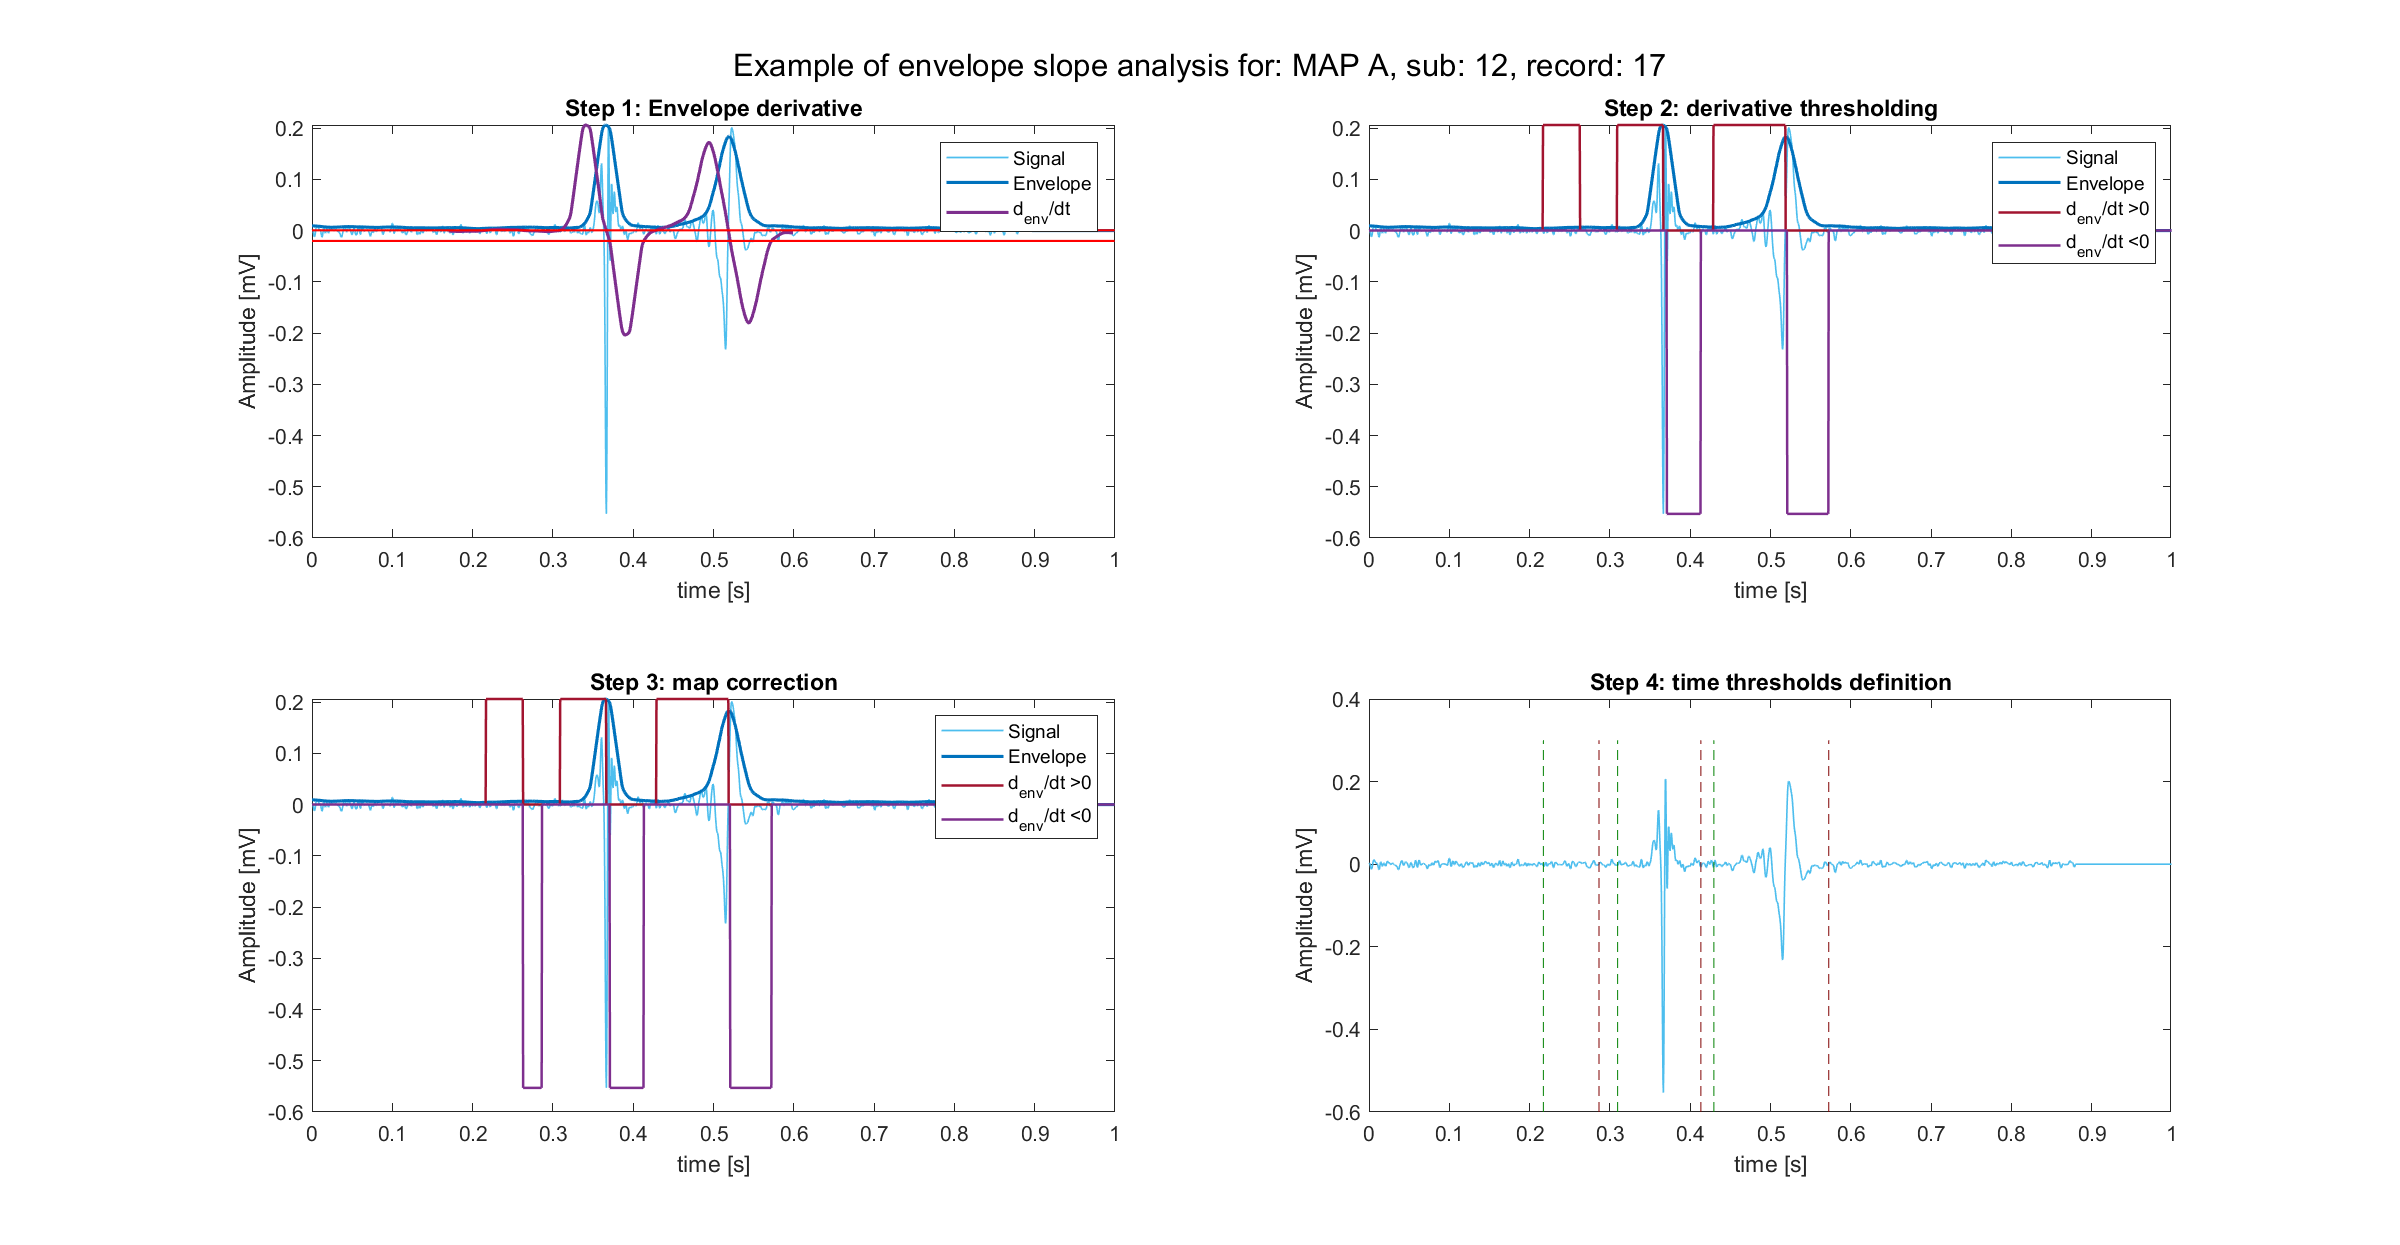 Example of envelope slope analysis for: MAP A, sub: 12, record: 17
Step 1: Envelope derivative
0.2
0.1
0
-0.1
-0.2
-0.3
-0.4
-0.5
-0.6
Amplitude [mV]
0 0.1 0.2 0.3 0.4 0.5 0.6 0.7 0.8 0.9 1
time [s]
Signal
Envelope
d_env/dt
Step 2: derivative thresholding
0.2
0.1
0
-0.1
-0.2
-0.3
-0.4
-0.5
-0.6
Amplitude [mV]
0 0.1 0.2 0.3 0.4 0.5 0.6 0.7 0.8 0.9 1
time [s]
Signal
Envelope
d_env/dt >0
d_env/dt <0
Step 3: map correction
0.2
0.1
0
-0.1
-0.2
-0.3
-0.4
-0.5
-0.6
Amplitude [mV]
0 0.1 0.2 0.3 0.4 0.5 0.6 0.7 0.8 0.9 1
time [s]
Signal
Envelope
d_env/dt >0
d_env/dt <0
Step 4: time thresholds definition
0.4
0.2
0
-0.2
-0.4
-0.6
Amplitude [mV]
0 0.1 0.2 0.3 0.4 0.5 0.6 0.7 0.8 0.9 1
time [s]